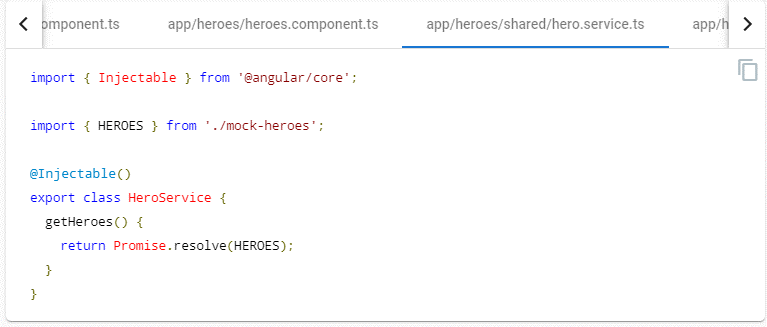 omponent.ts app/heroes/heroes.component.ts app/heroes/shared/hero.service.ts app/h
import { Injectable } from '@angular/core';
import { HEROES } from './mock-heroes';
@Injectable()
export class HeroService {
  getHeroes() {
    return Promise.resolve(HEROES);
  }
}